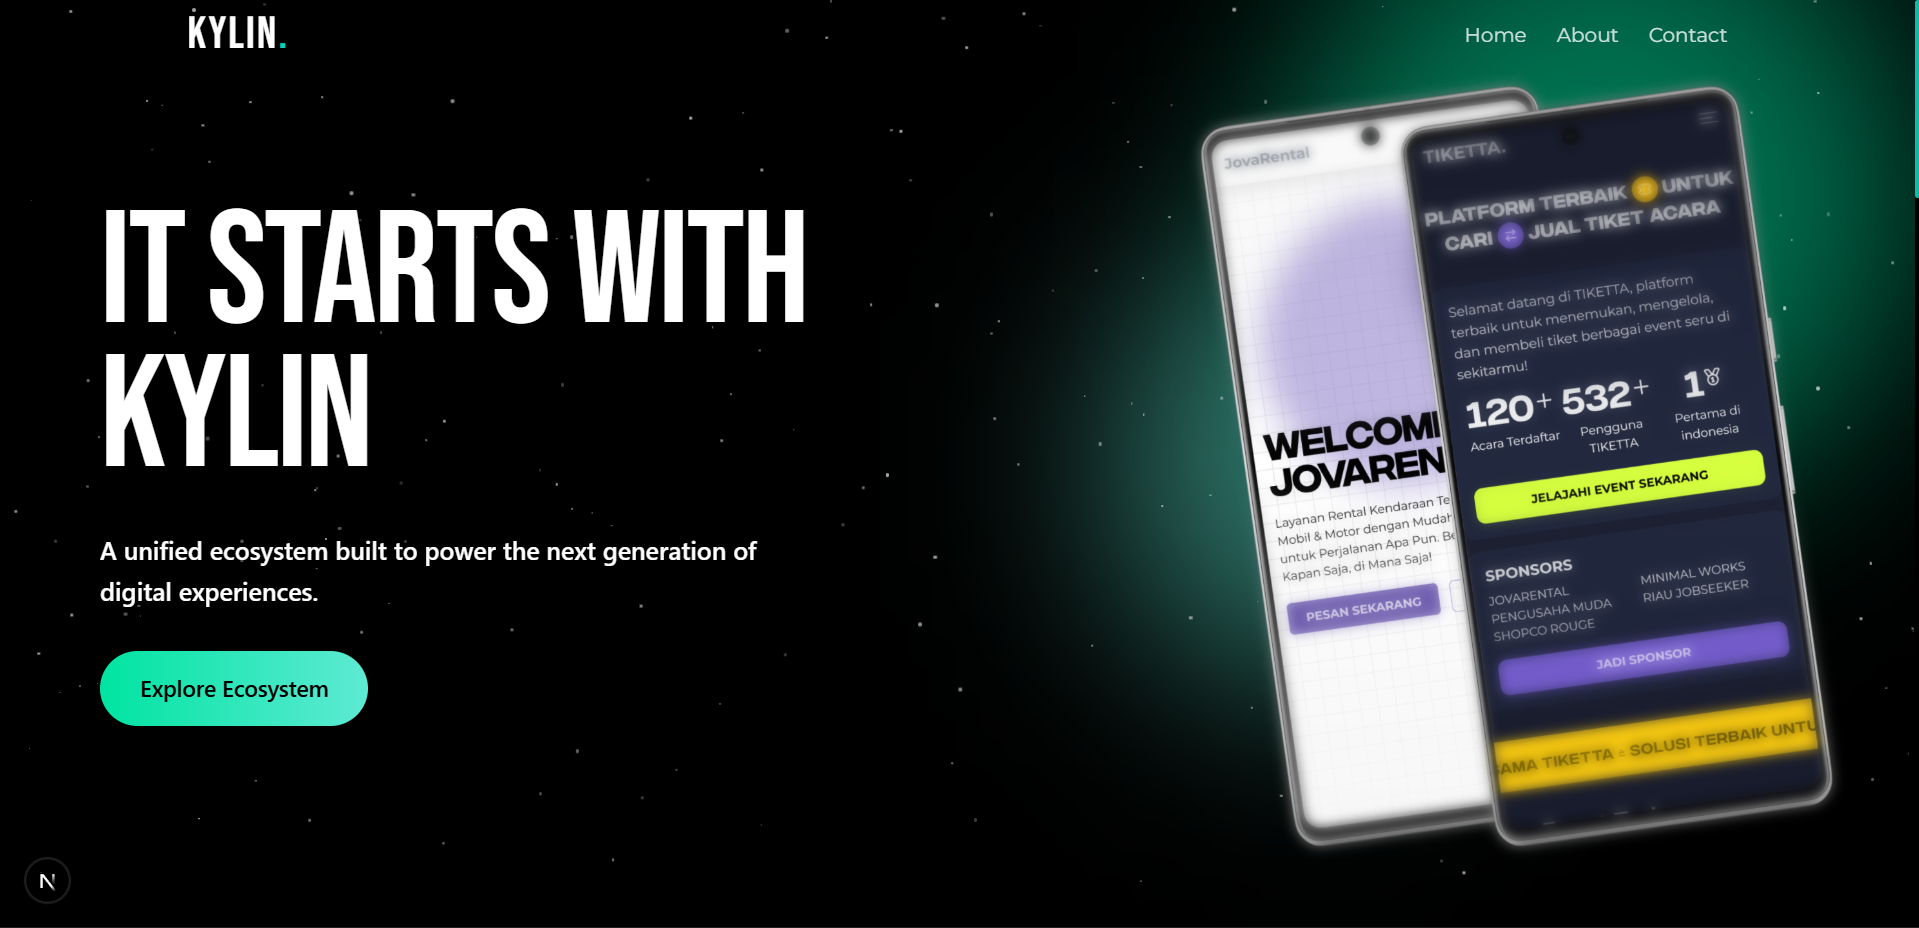 KYLIN.
Home About Contact
IT STARTS WITH
KYLIN
A unified ecosystem built to power the next generation of
digital experiences.
Explore Ecosystem
N
JovaRental
WELCOM
JOVAREN
Layanan Rental Kendaraan
Mobil & Motor dengan Mudah
untuk Perjalanan Apa Pun.
Kapan Saja, di Mana Saja!
PESAN SEKARANG
TIKETTA.
PLATFORM TERBAIK UNTUK
CARI JUAL TIKET ACARA
Selamat datang di TIKETTA, platform
terbaik untuk menemukan, mengelola,
dan membeli tiket berbagai event seru di
sekitarmu!
120+ 532+ 1
Acara Terdaftar
Pengguna
TIKETTA
Pertama di
indonesia
JELAJAHI EVENT SEKARANG
SPONSORS
JOVARENTAL
PENGUSAHA MUDA
SHOPCO ROUGE
MINIMAL WORKS
RIAU JOBSEEKER
JADI SPONSOR
SAMA TIKETTA SOLUSI TERBAIK UNTU